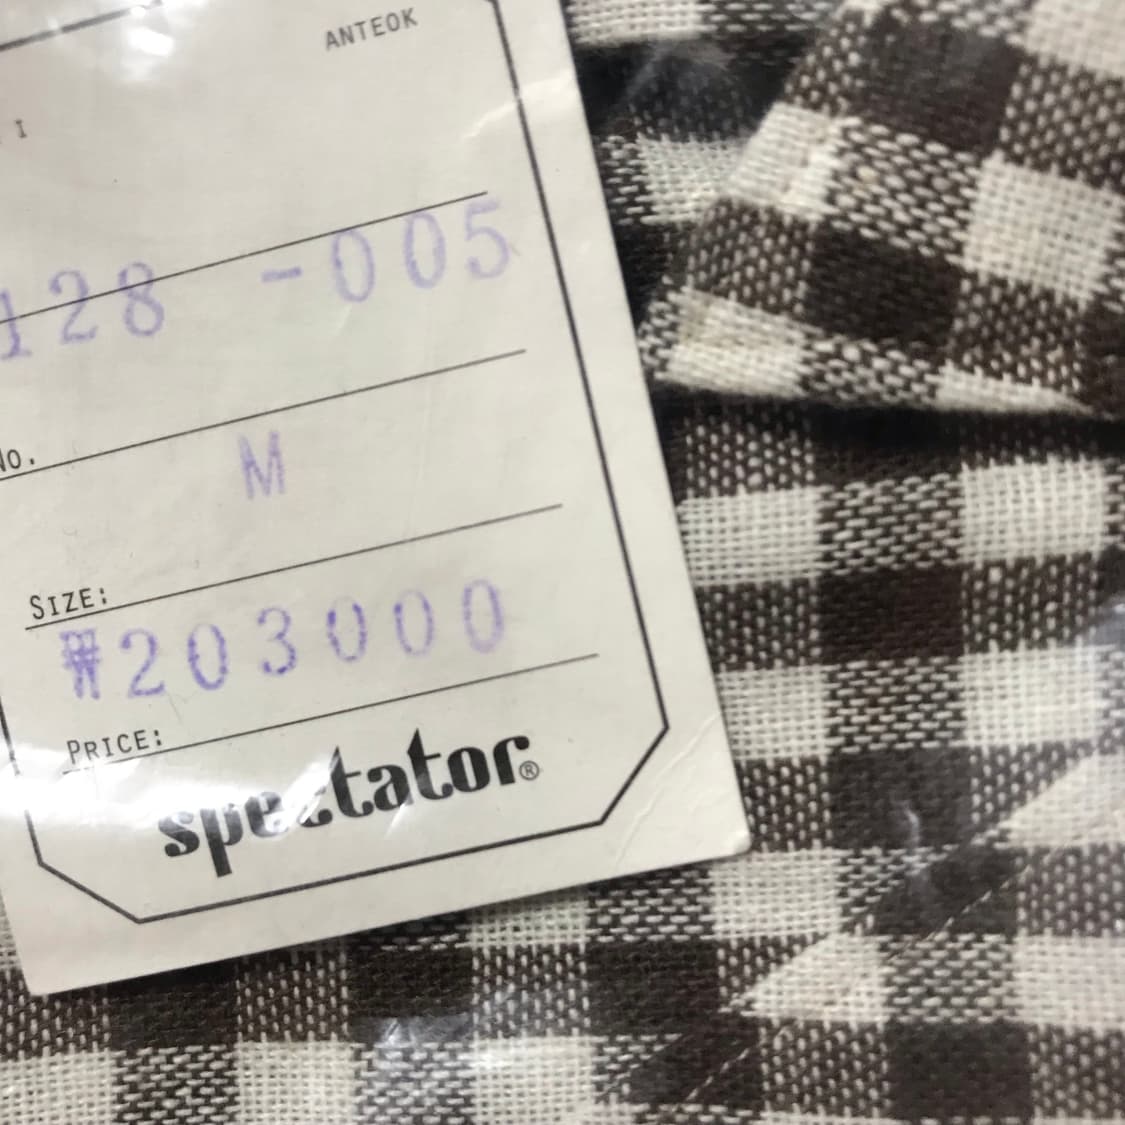 ANTEOK
I
128 -005
No.
M
SIZE:
₩203000
PRICE:
spectator®